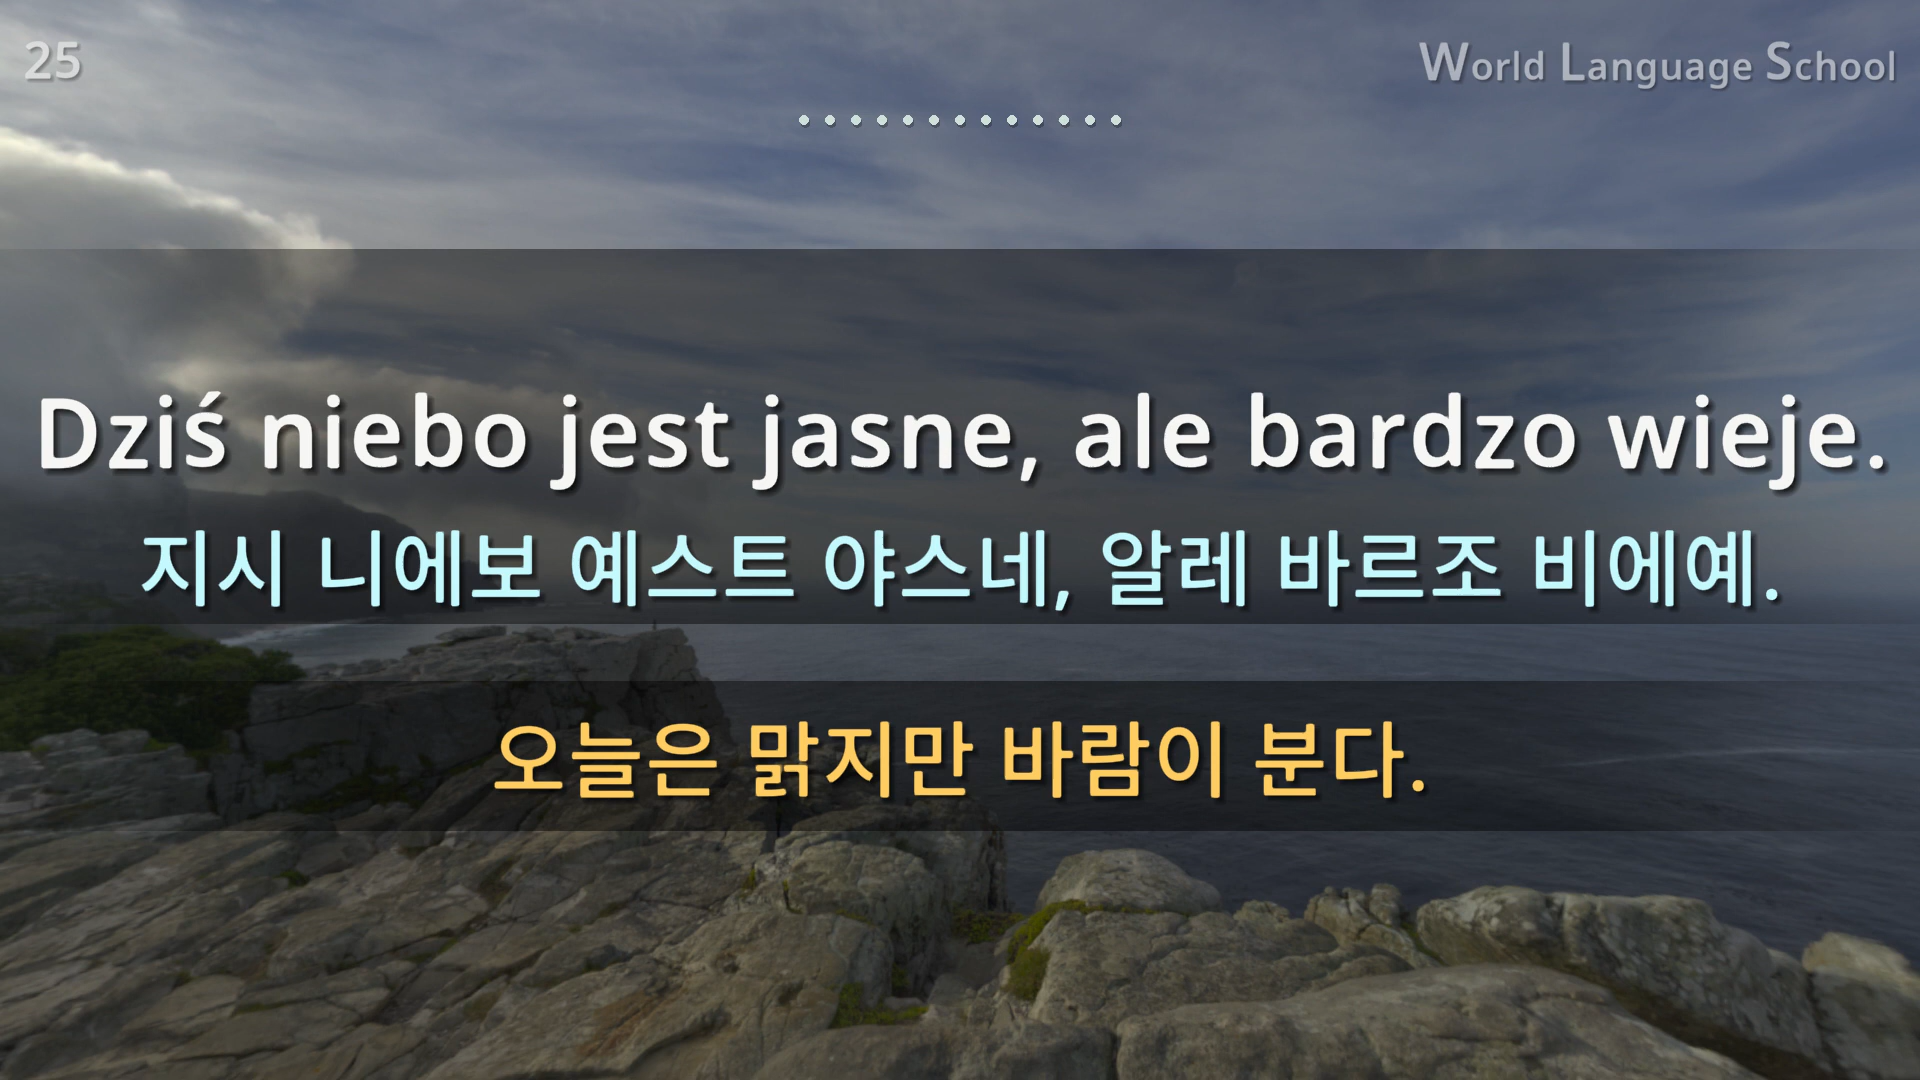 25
World Language School
Dziś niebo jest jasne, ale bardzo wieje.
지시 니에보 예스트 야스네, 알레 바르조 비에예.
오늘은 맑지만 바람이 분다.